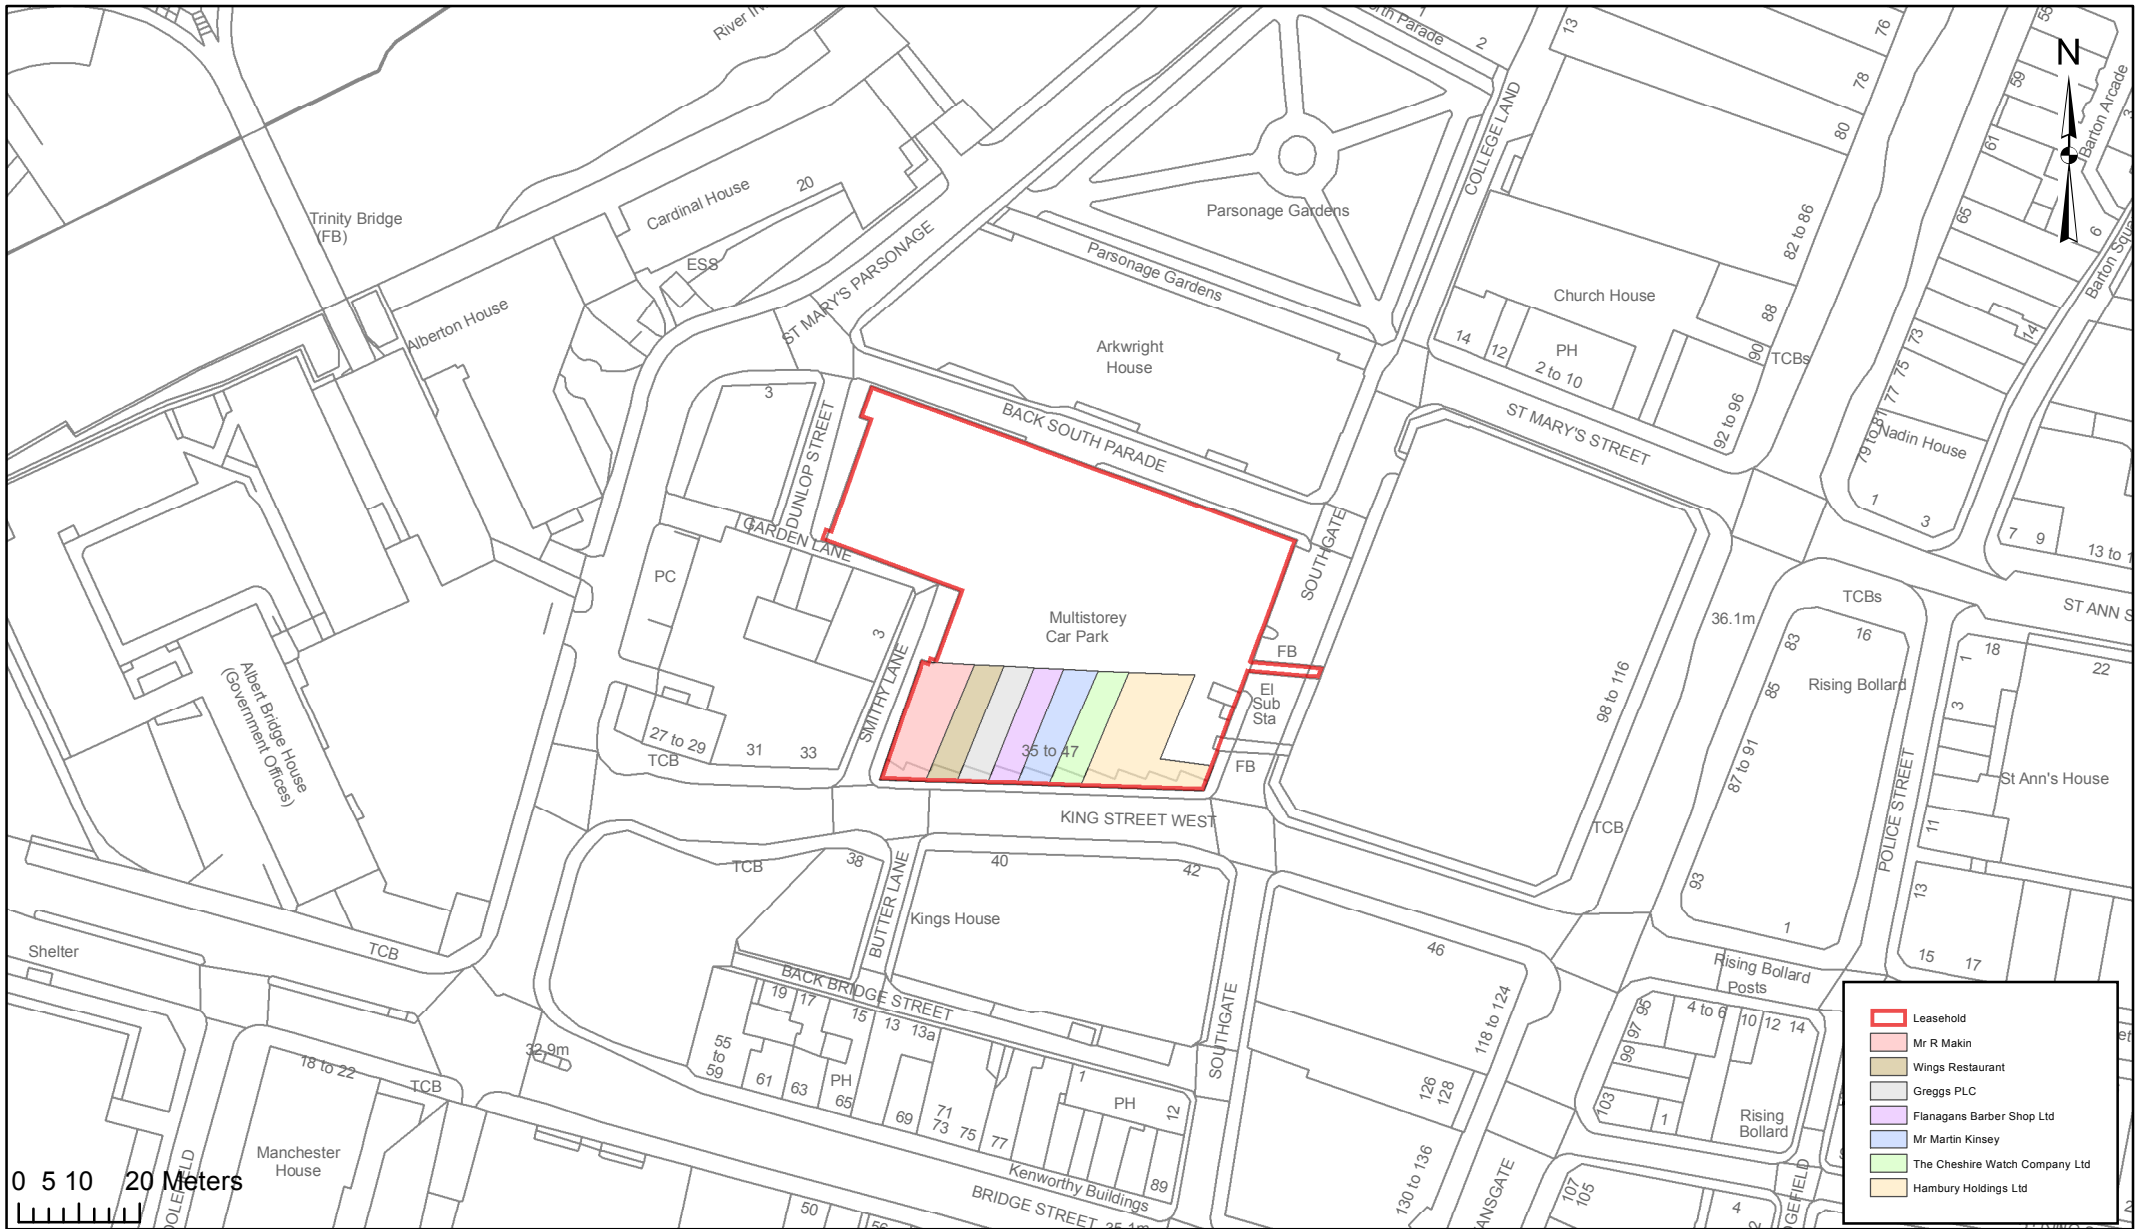 North Parade
2
13
76
55
N
River
78
59
Barton Arcade
3
80
61
COLLEGE LAND
Cardinal House
20
Trinity Bridge
(FB)
Parsonage Gardens
65
82 to 86
6
ST MARY'S PARSONAGE
ESS
Parsonage Gardens
Church House
88
Alberton House
14
12
PH
2 to 10
90
TCBs
73
14
75
77
Arkwright
House
3
DUNLOP STREET
BACK SOUTH PARADE
ST MARY'S STREET
92 to 96
79 to 81
Nadin House
1
3
GARDEN LANE
SOUTHGATE
7
9
13 to 1
PC
Multistorey
Car Park
36.1m
TCBs
16
ST ANN S
3
SMITHY LANE
FB
83
1
18
22
El
Sub
Sta
98 to 116
85
Rising Bollard
3
27 to 29
31
33
TCB
35 to 47
FB
87 to 91
POLICE STREET
St Ann's House
Albert Bridge House
(Government Offices)
KING STREET WEST
TCB
11
TCB
38
40
42
93
13
BUTTER LANE
Kings House
46
1
15
17
Shelter
TCB
BACK BRIDGE STREET
Rising Bollard
Posts
19
17
15
13
13a
SOUTHGATE
118 to 124
95
97
99
4 to 6
10
12
14
32.9m
55
to
59
61
63
PH
65
69
71
73
75
77
1
PH
12
126
128
103
1
Rising
Bollard
18 to 22
TCB
Manchester
House
Kenworthy Buildings
89
BRIDGE STREET
35.1m
130 to 136
ANSGATE
107
105
4
2
50
56
0 5 10 20 Meters
Leasehold
Mr R Makin
Wings Restaurant
Greggs PLC
Flanagans Barber Shop Ltd
Mr Martin Kinsey
The Cheshire Watch Company Ltd
Hambury Holdings Ltd